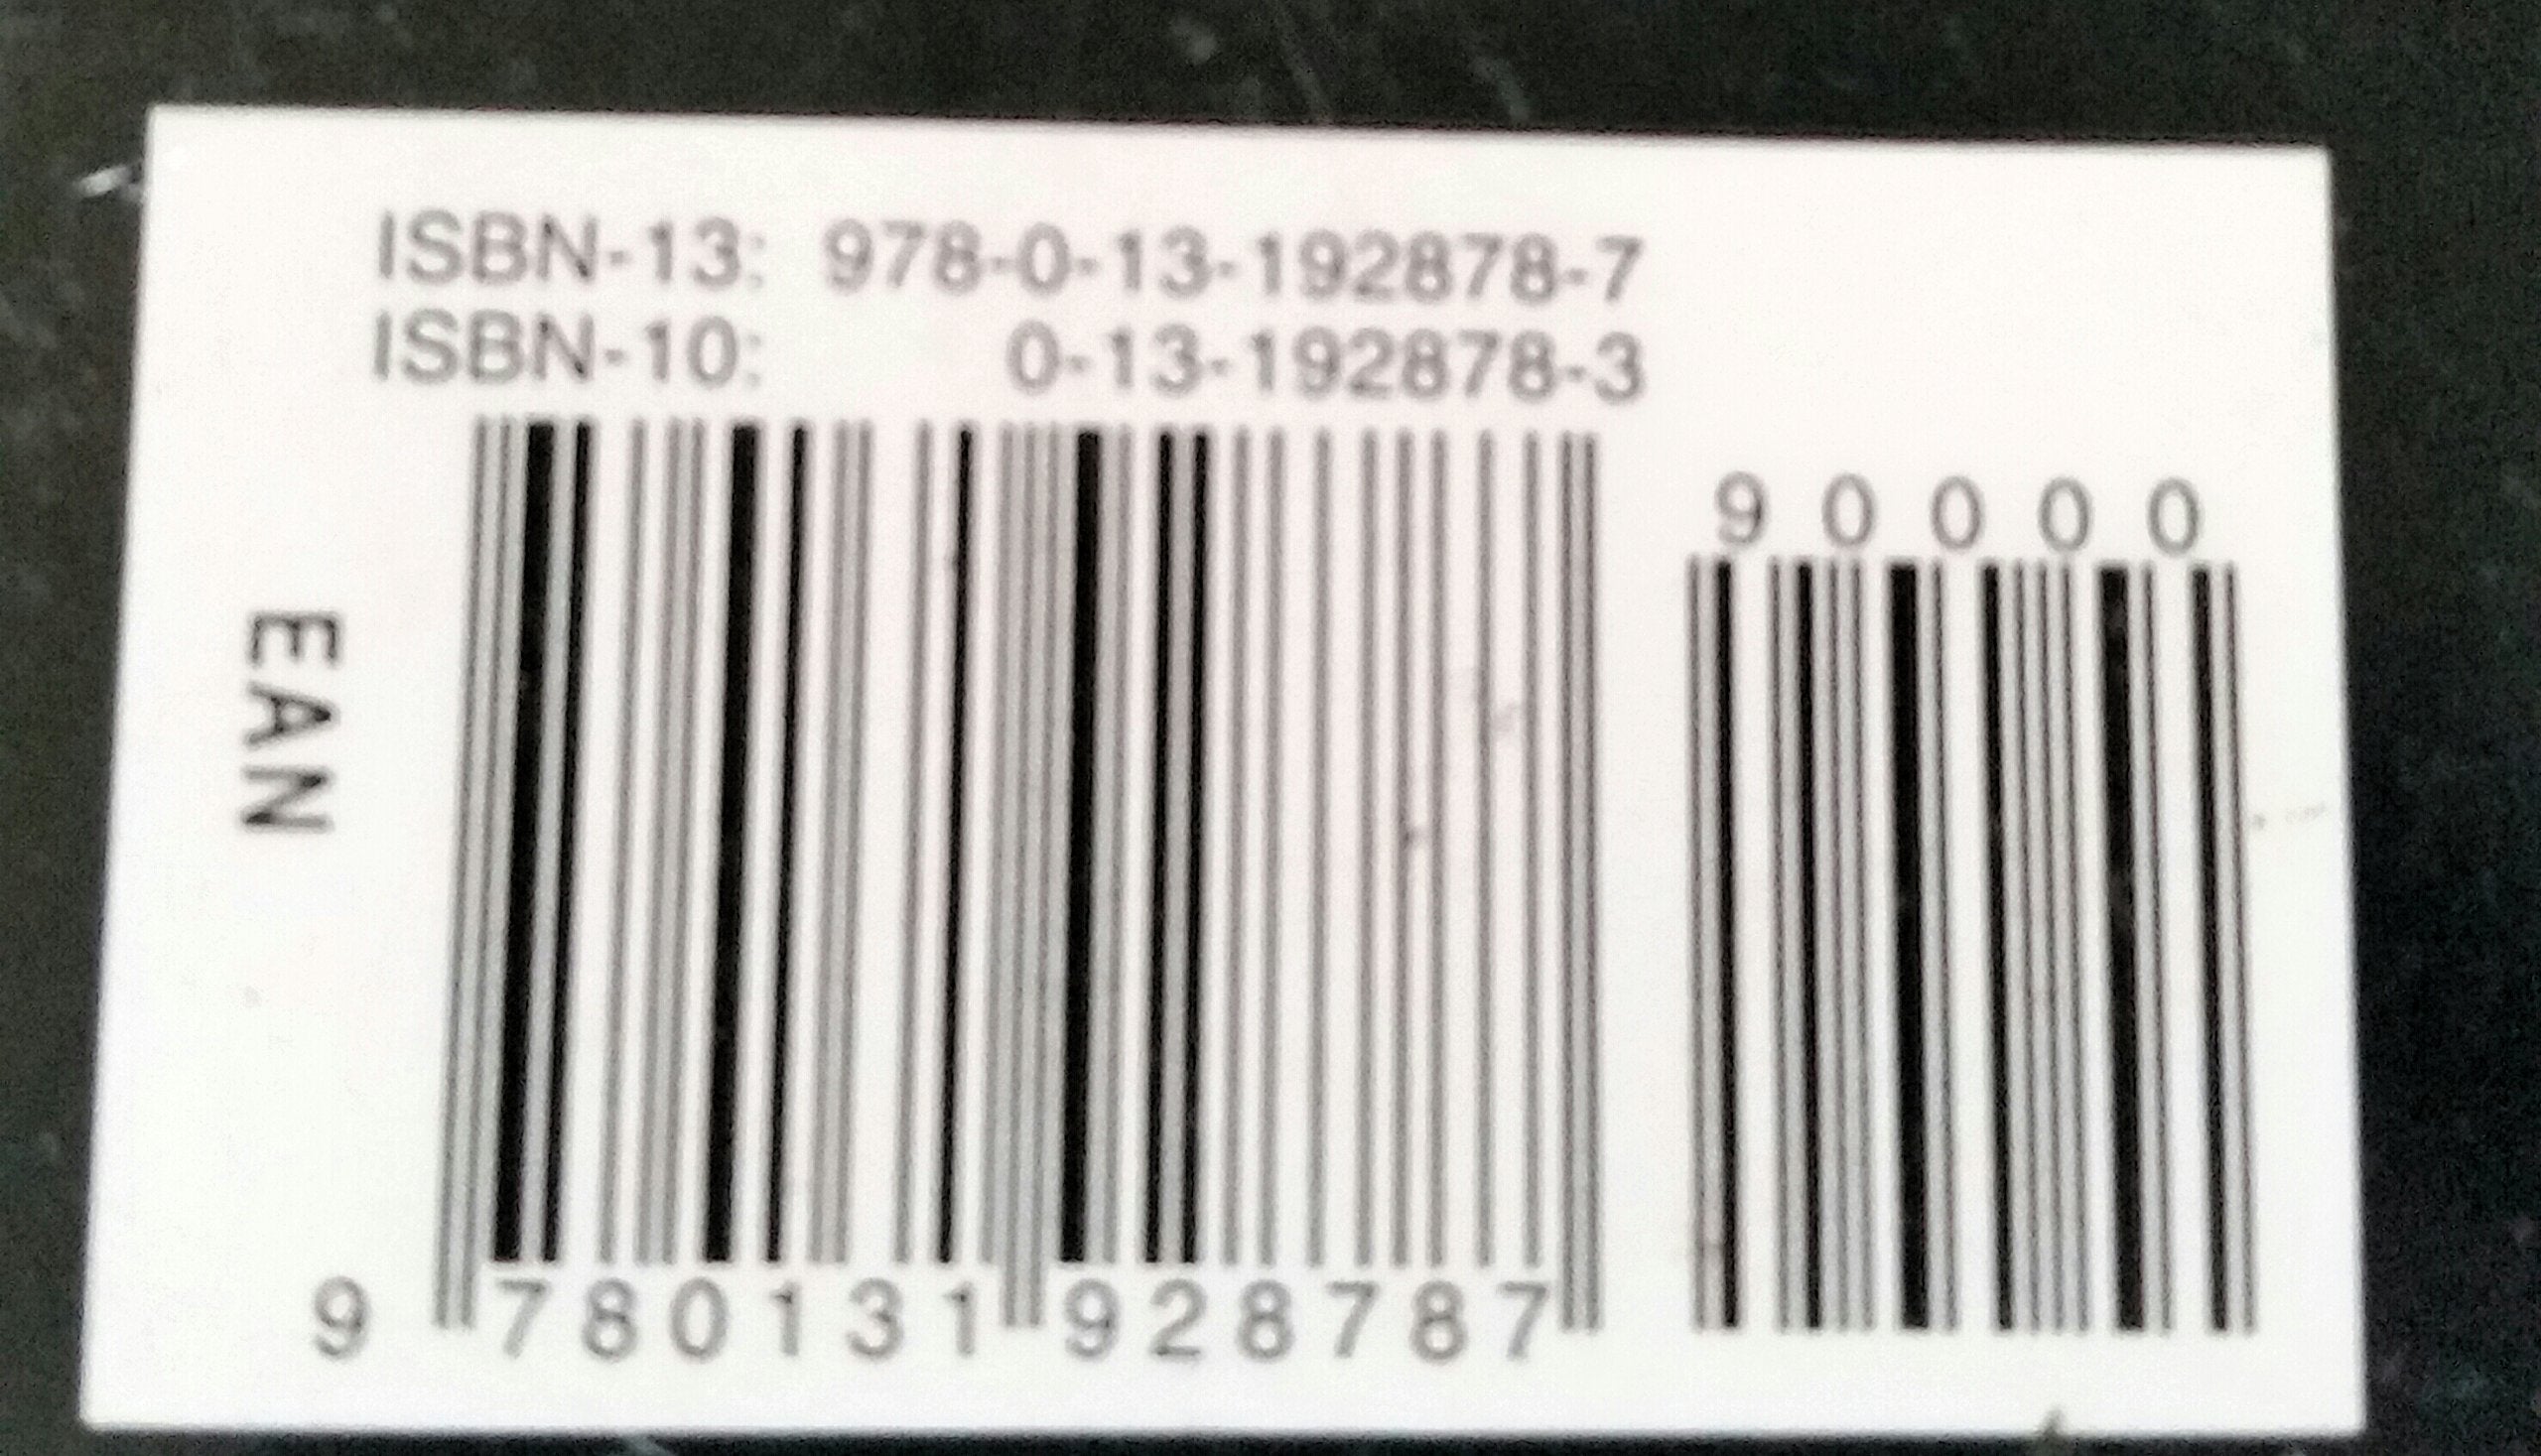 ISBN-13: 978-0-13-192878-7
ISBN-10: 0-13-192878-3
90000
EAN
9 780131 928787